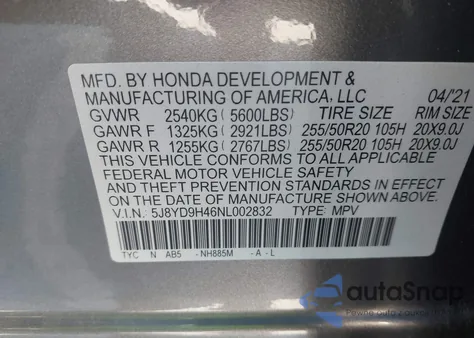 MFD. BY HONDA DEVELOPMENT &
MANUFACTURING OF AMERICA, LLC 04/'21
GVWR 2540KG (5600LBS) TIRE SIZE RIM SIZE
GAWR F 1325KG (2921LBS) 255/50R20 105H 20X9.0J
GAWR R 1255KG (2767LBS) 255/50R20 105H 20X9.0J
THIS VEHICLE CONFORMS TO ALL APPLICABLE
FEDERAL MOTOR VEHICLE SAFETY
AND THEFT PREVENTION STANDARDS IN EFFECT
ON THE DATE OF MANUFACTURE SHOWN ABOVE.
V.I.N. 5J8YD9H46NL002832 TYPE: MPV
TYC N AB5 - NH885M - A - L
autoSnap
Pewne auto z aukcji